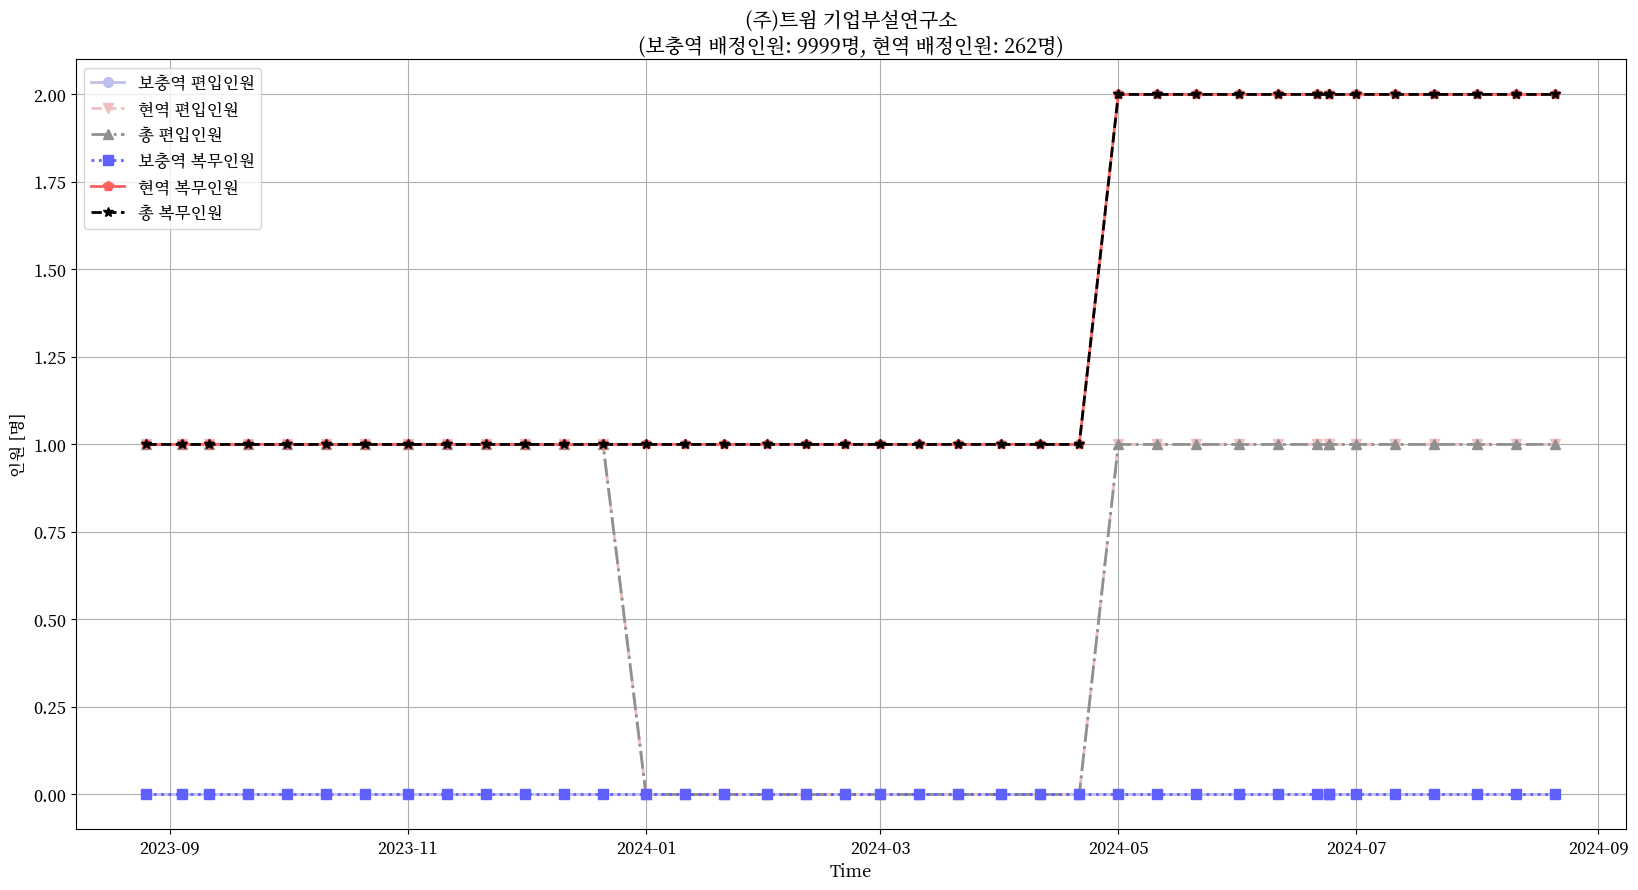 (주)트윔 기업부설연구소
(보충역 배정인원: 9999명, 현역 배정인원: 262명)
보충역 편입인원
현역 편입인원
총 편입인원
보충역 복무인원
현역 복무인원
총 복무인원
2.00
1.75
1.50
1.25
1.00
0.75
0.50
0.25
0.00
인원 [명]
2023-09 2023-11 2024-01 2024-03 2024-05 2024-07 2024-09
Time